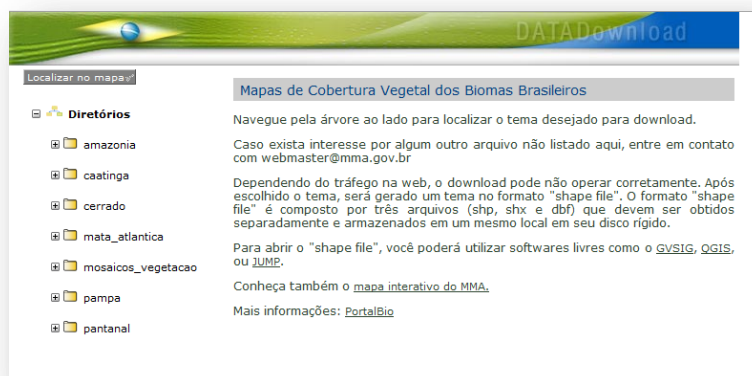 DATADownload
Localizar no mapa
Mapas de Cobertura Vegetal dos Biomas Brasileiros
Diretórios
amazonia
caatinga
cerrado
mata_atlantica
mosaicos_vegetacao
pampa
pantanal
Navegue pela árvore ao lado para localizar o tema desejado para download.
Caso exista interesse por algum outro arquivo não listado aqui, entre em contato
com webmaster@mma.gov.br
Dependendo do tráfego na web, o download pode não operar corretamente. Após
escolhido o tema, será gerado um tema no formato "shape file". O formato "shape
file" é composto por três arquivos (shp, shx e dbf) que devem ser obtidos
separadamente e armazenados em um mesmo local em seu disco rígido.
Para abrir o "shape file", você poderá utilizar softwares livres como o GVSIG, QGIS,
ou JUMP.
Conheça também o mapa interativo do MMA.
Mais informações: PortalBio